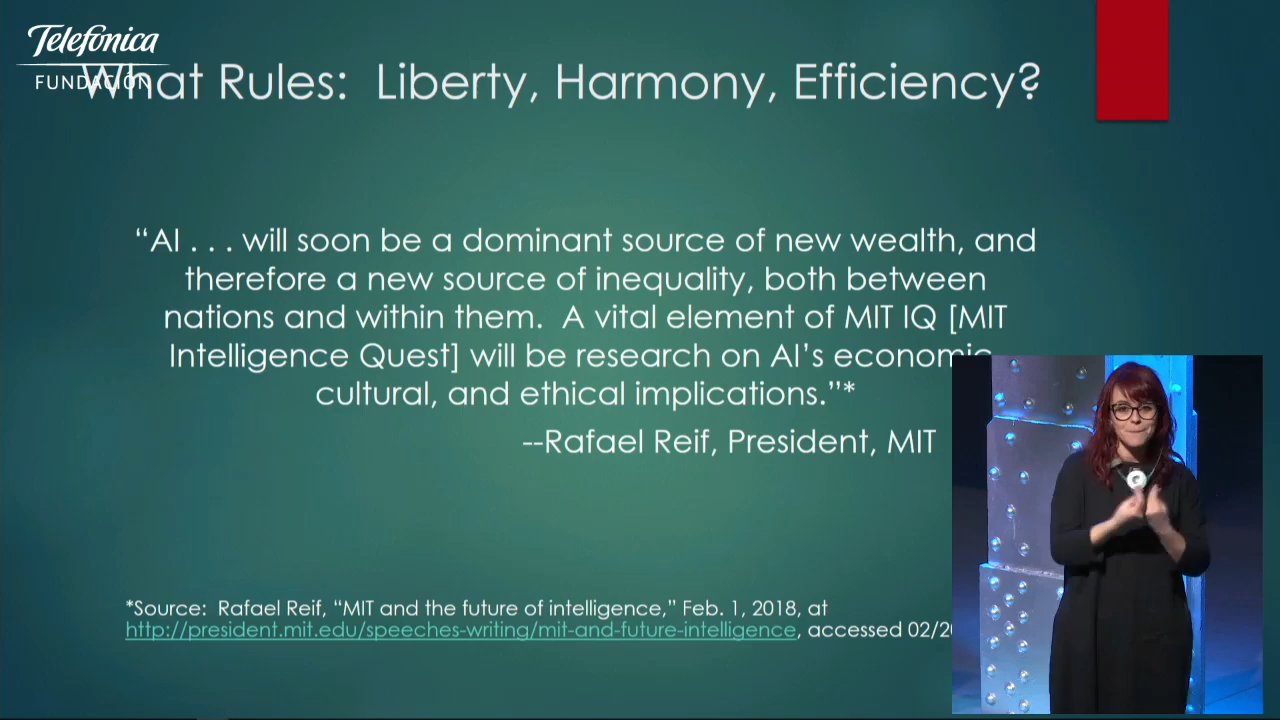 Telefónica
FUNDACIÓN
What Rules:  Liberty, Harmony, Efficiency?
“AI . . . will soon be a dominant source of new wealth, and
therefore a new source of inequality, both between
nations and within them.  A vital element of MIT IQ [MIT
Intelligence Quest] will be research on AI’s economic
cultural, and ethical implications.”*
--Rafael Reif, President, MIT
*Source:  Rafael Reif, “MIT and the future of intelligence,” Feb. 1, 2018, at
http://president.mit.edu/speeches-writing/mit-and-future-intelligence, accessed